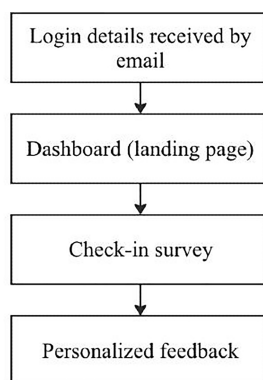 Login details received by
email
Dashboard (landing page)
Check-in survey
Personalized feedback